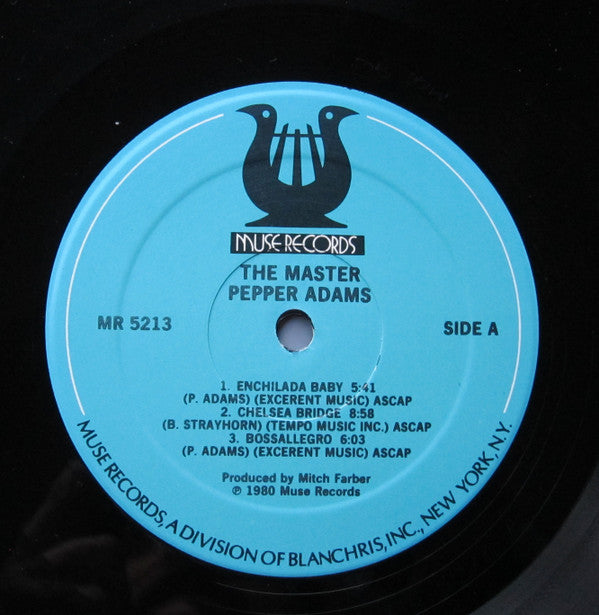 MUSE RECORDS
THE MASTER
PEPPER ADAMS
MR 5213
SIDE A
1. ENCHILADA BABY 5:41
(P. ADAMS) (EXCERENT MUSIC) ASCAP
2. CHELSEA BRIDGE 8:58
(B. STRAYHORN) (TEMPO MUSIC INC.) ASCAP
3. BOSSALLEGRO 6:03
(P. ADAMS) (EXCERENT MUSIC) ASCAP
Produced by Mitch Farber
℗ 1980 Muse Records
MUSE RECORDS, A DIVISION OF BLANCHRIS, INC., NEW YORK, N.Y.